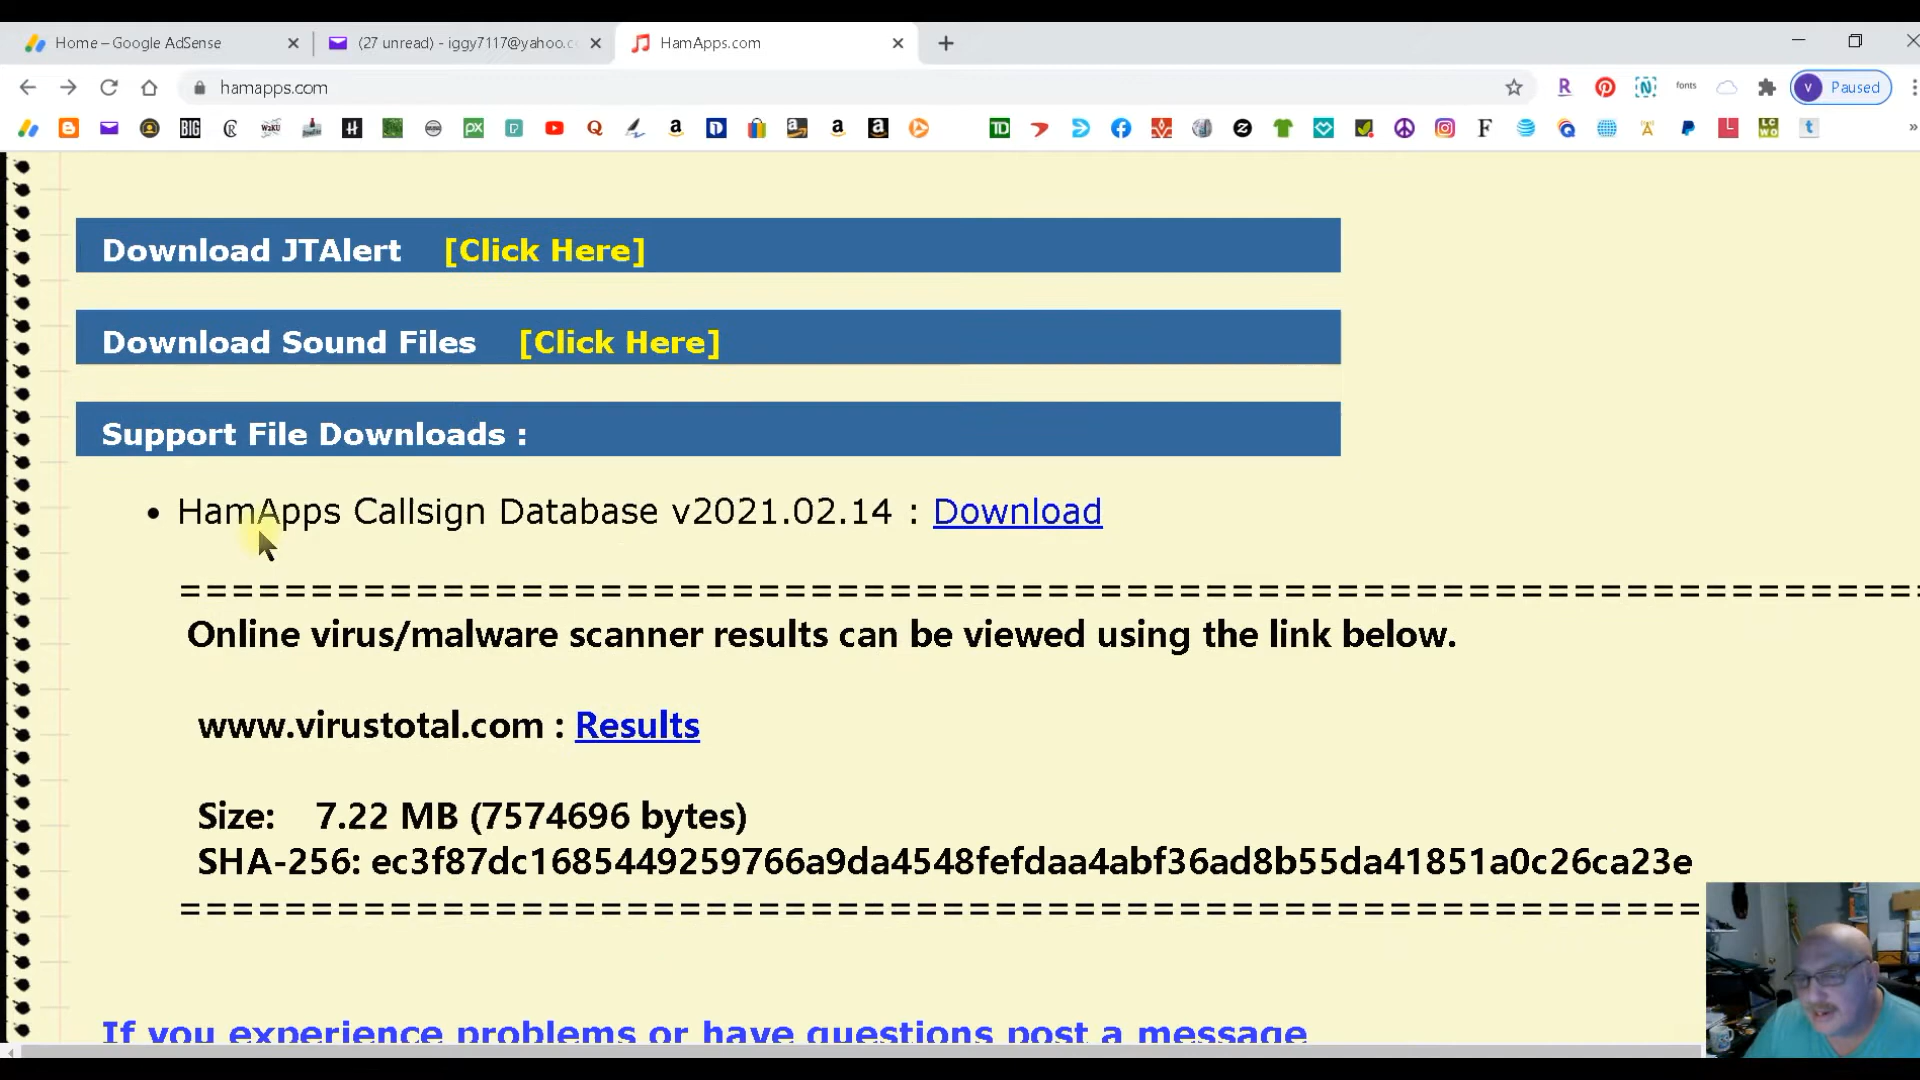 Home – Google AdSense
(27 unread) - iggy7117@yahoo.c
HamApps.com
hamapps.com
fonts
V Paused
Download JTAlert [Click Here]
Download Sound Files [Click Here]
Support File Downloads :
• HamApps Callsign Database v2021.02.14 : Download
Online virus/malware scanner results can be viewed using the link below.
www.virustotal.com : Results
Size: 7.22 MB (7574696 bytes)
SHA-256: ec3f87dc1685449259766a9da4548fefdaa4abf36ad8b55da41851a0c26ca23e
If you experience problems or have questions post a message